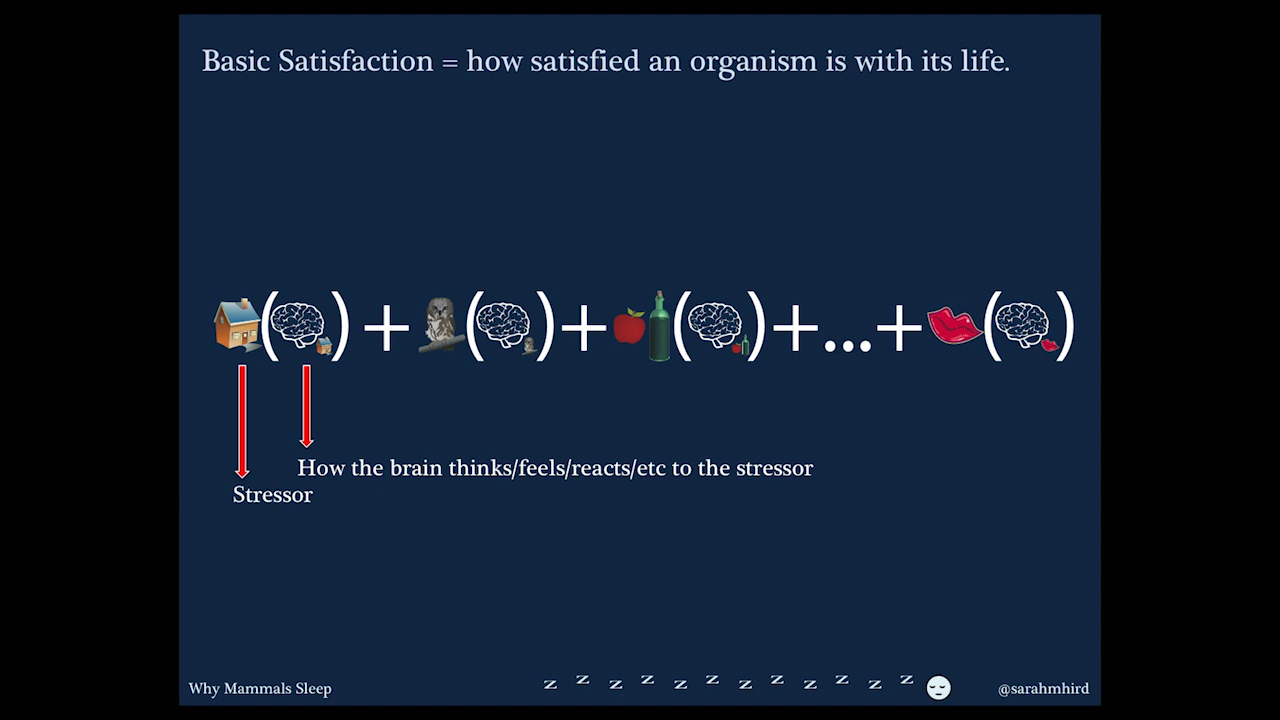 Basic Satisfaction = how satisfied an organism is with its life.
( ) + ( ) + ( ) + ... + ( )
How the brain thinks/feels/reacts/etc to the stressor
Stressor
Why Mammals Sleep
z z z z z z z z z z z z
@sarahmhird